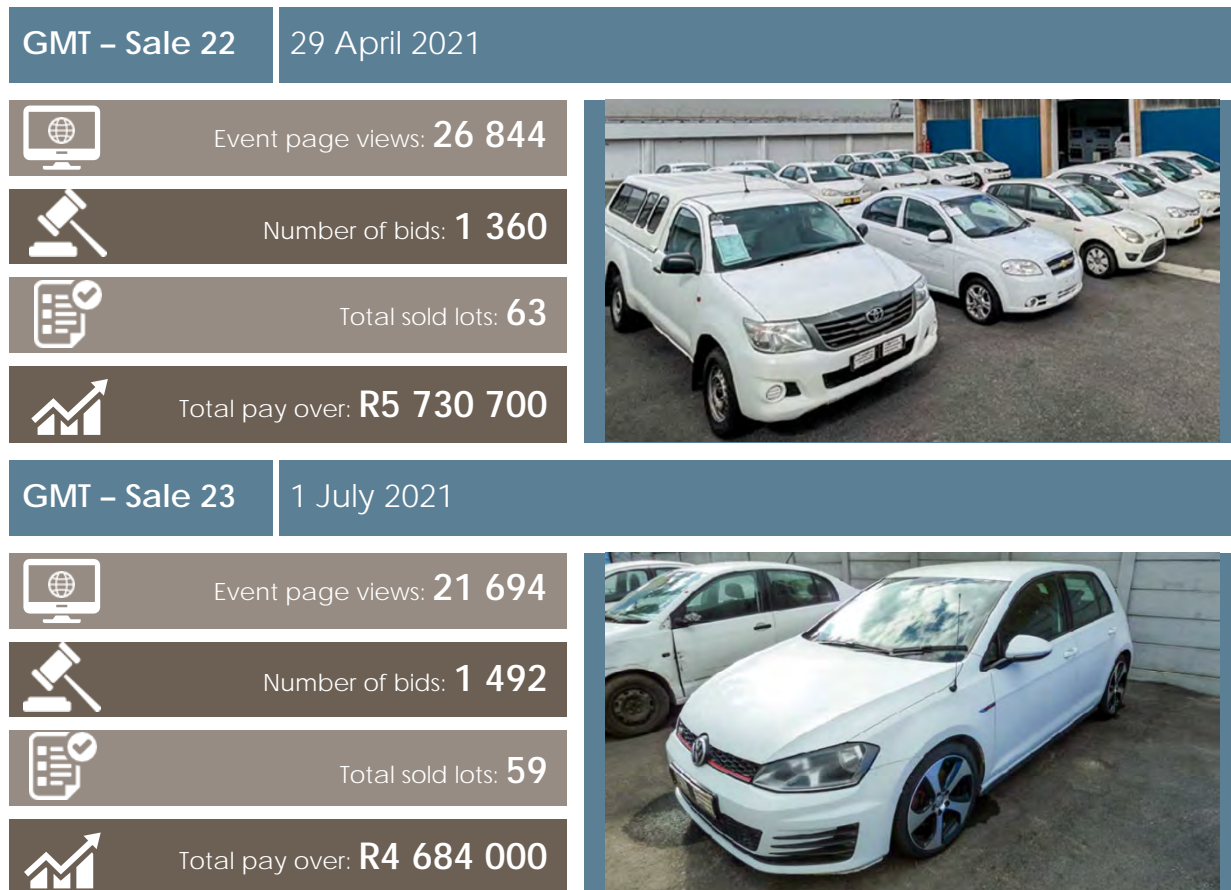 GMT – Sale 22
29 April 2021
Event page views: 26 844
Number of bids: 1 360
Total sold lots: 63
Total pay over: R5 730 700
GMT – Sale 23
1 July 2021
Event page views: 21 694
Number of bids: 1 492
Total sold lots: 59
Total pay over: R4 684 000